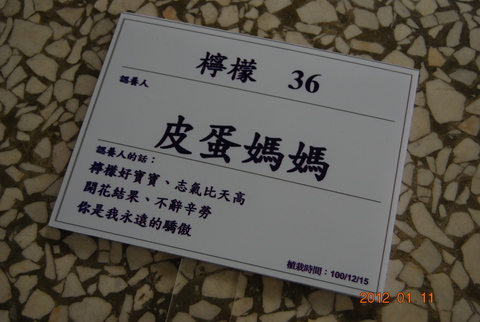 檸檬 36
認養人
皮蛋媽媽
認養人的話：
檸檬好寶寶、志氣比天高
開花結果、不辭辛勞
你是我永遠的驕傲
植栽時間：100/12/15
2012 01 11